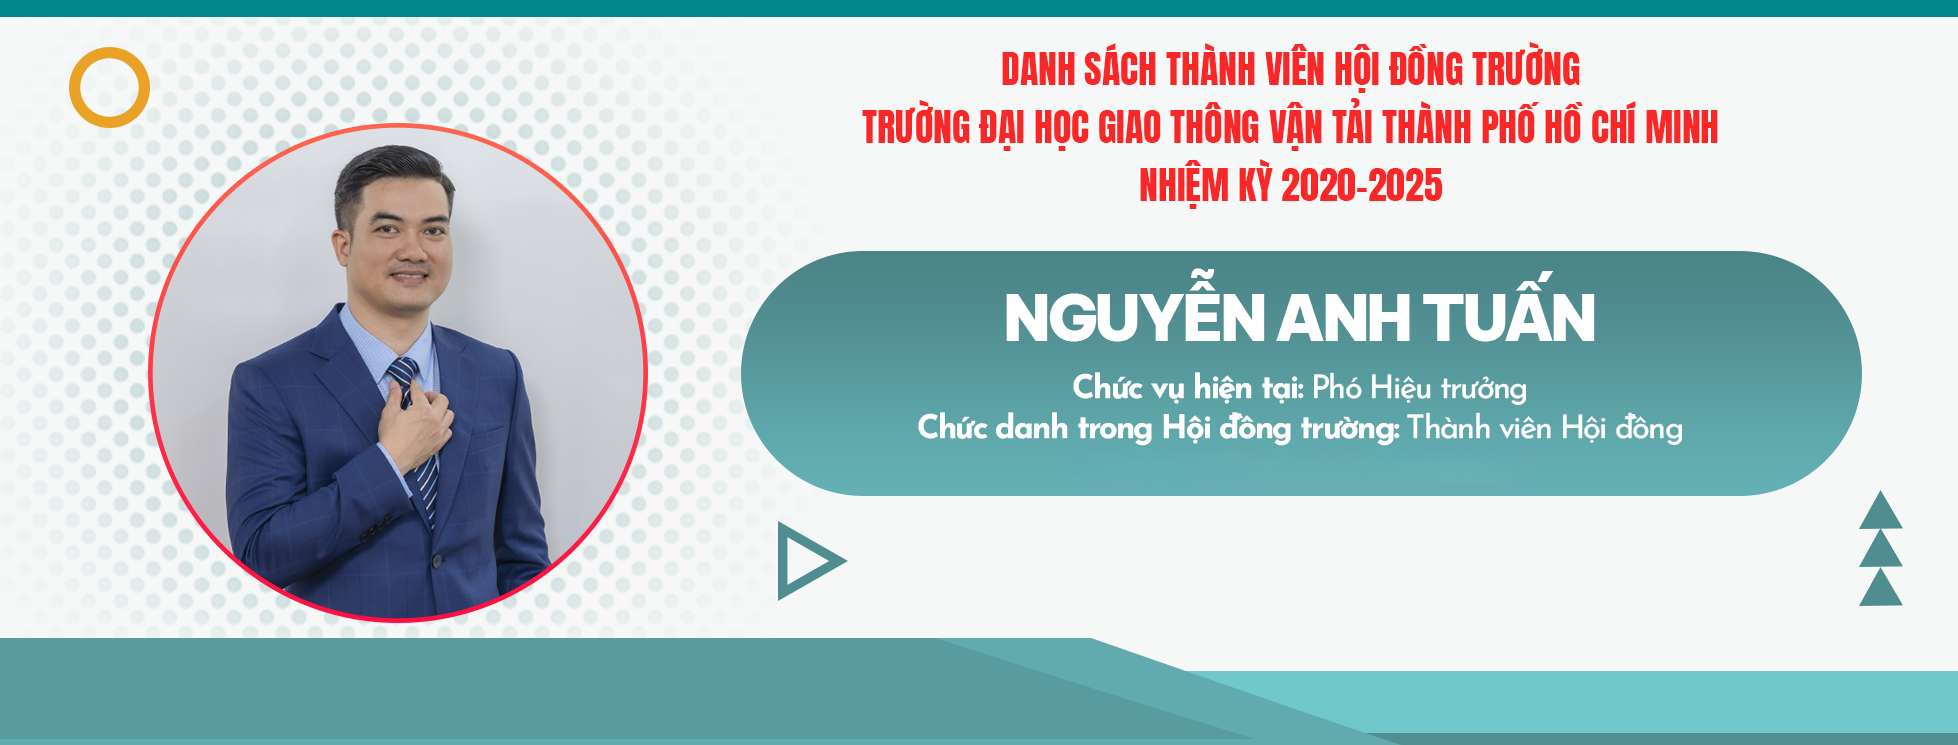 DANH SÁCH THÀNH VIÊN HỘI ĐỒNG TRƯỜNG
TRƯỜNG ĐẠI HỌC GIAO THÔNG VẬN TẢI THÀNH PHỐ HỒ CHÍ MINH
NHIỆM KỲ 2020-2025
NGUYỄN ANH TUẤN
Chức vụ hiện tại: Phó Hiệu trưởng
Chức danh trong Hội đồng trường: Thành viên Hội đồng